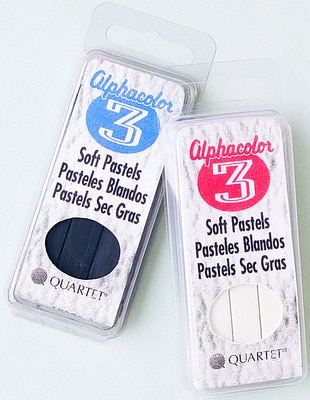 Alphacolor
3
Soft Pastels
Pasteles Blandos
Pastels Sec Gras
QUARTET®
Alphacolor
3
Soft Pastels
Pasteles Blandos
Pastels Sec Gras
QUARTET®